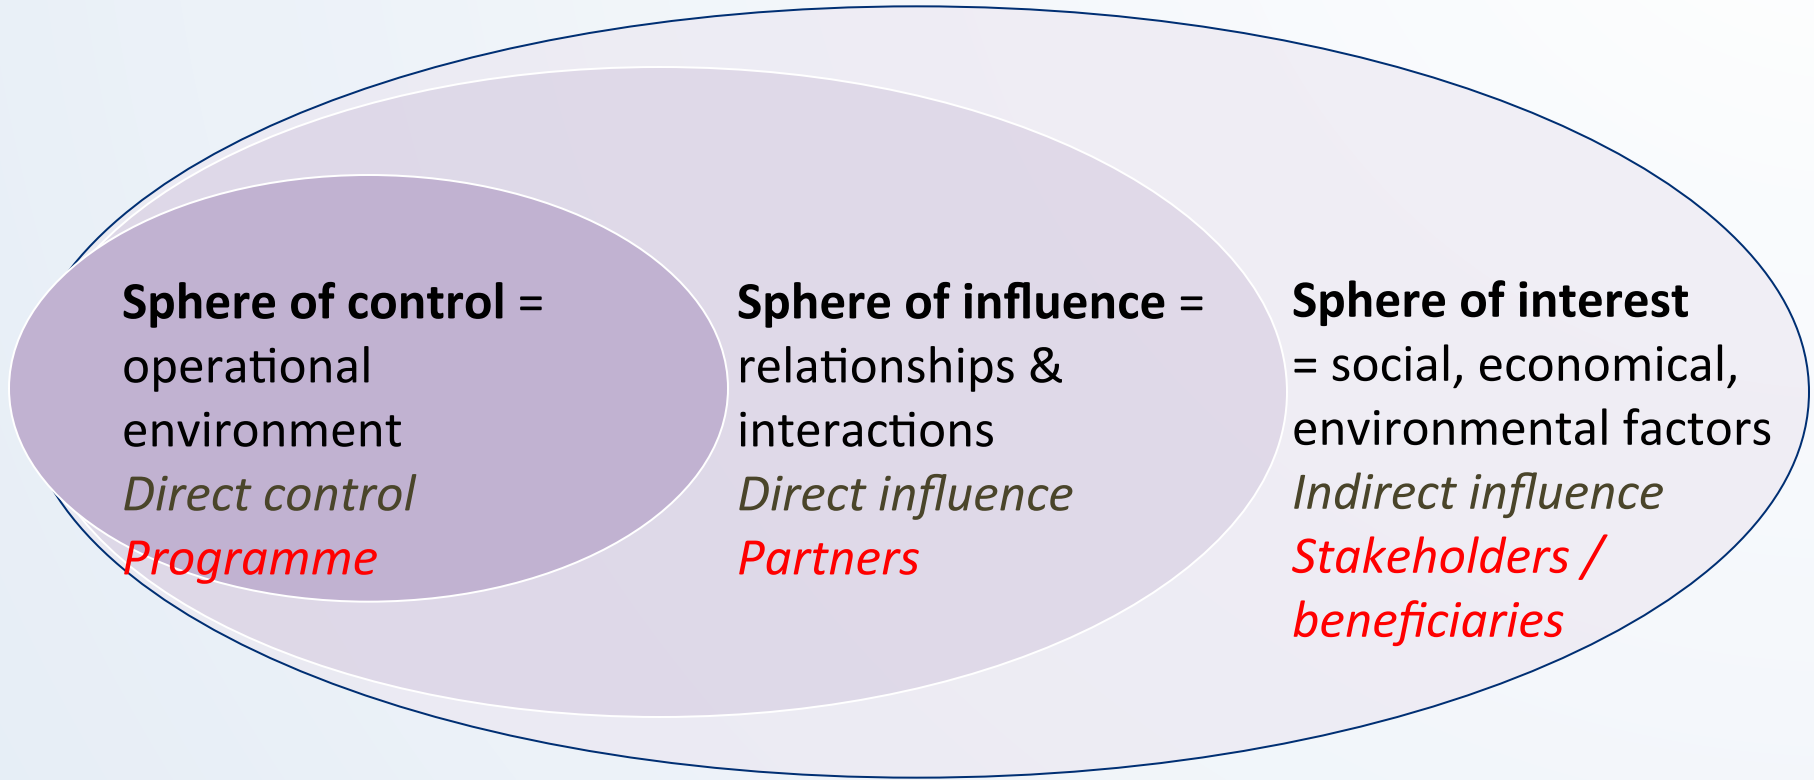 Sphere of control =
operational
environment
Direct control
Programme
Sphere of influence =
relationships &
interactions
Direct influence
Partners
Sphere of interest
= social, economical,
environmental factors
Indirect influence
Stakeholders /
beneficiaries